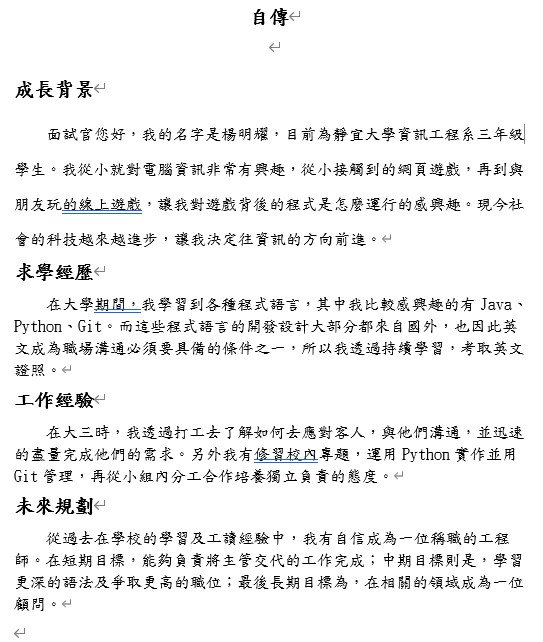 自傳
成長背景
面試官您好，我的名字是楊明耀，目前為靜宜大學資訊工程系三年級
學生。我從小就對電腦資訊非常有興趣，從小接觸到的網頁遊戲，再到與
朋友玩的線上遊戲，讓我對遊戲背後的程式是怎麼運行的感興趣。現今社
會的科技越來越進步，讓我決定往資訊的方向前進。
求學經歷
在大學期間，我學習到各種程式語言，其中我比較感興趣的有 Java、
Python、Git。而這些程式語言的開發設計大部分都來自國外，也因此英
文成為職場溝通必須要具備的條件之一，所以我透過持續學習，考取英文
證照。
工作經驗
在大三時，我透過打工去了解如何去應對客人，與他們溝通，並迅速
的盡量完成他們的需求。另外我有修習校內專題，運用 Python 實作並用
Git 管理，再從小組內分工合作培養獨立負責的態度。
未來規劃
從過去在學校的學習及工讀經驗中，我有自信成為一位稱職的工程
師。在短期目標，能夠負責將主管交代的工作完成；中期目標則是，學習
更深的語法及爭取更高的職位；最後長期目標為，在相關的領域成為一位
顧問。